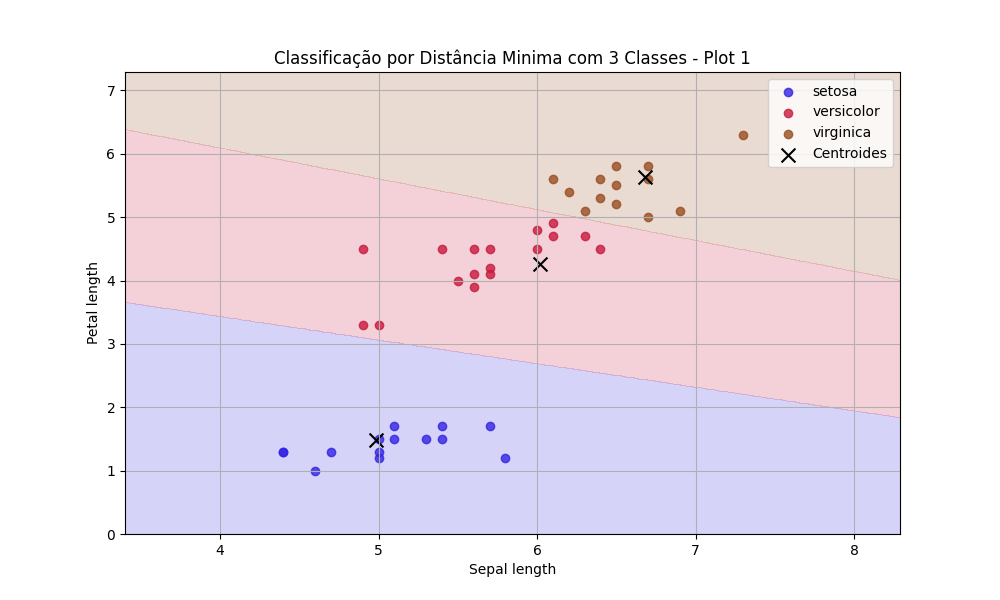 Classificação por Distância Minima com 3 Classes - Plot 1
setosa
versicolor
virginica
Centroides
Petal length
7
6
5
4
3
2
1
0
4 5 6 7 8
Sepal length